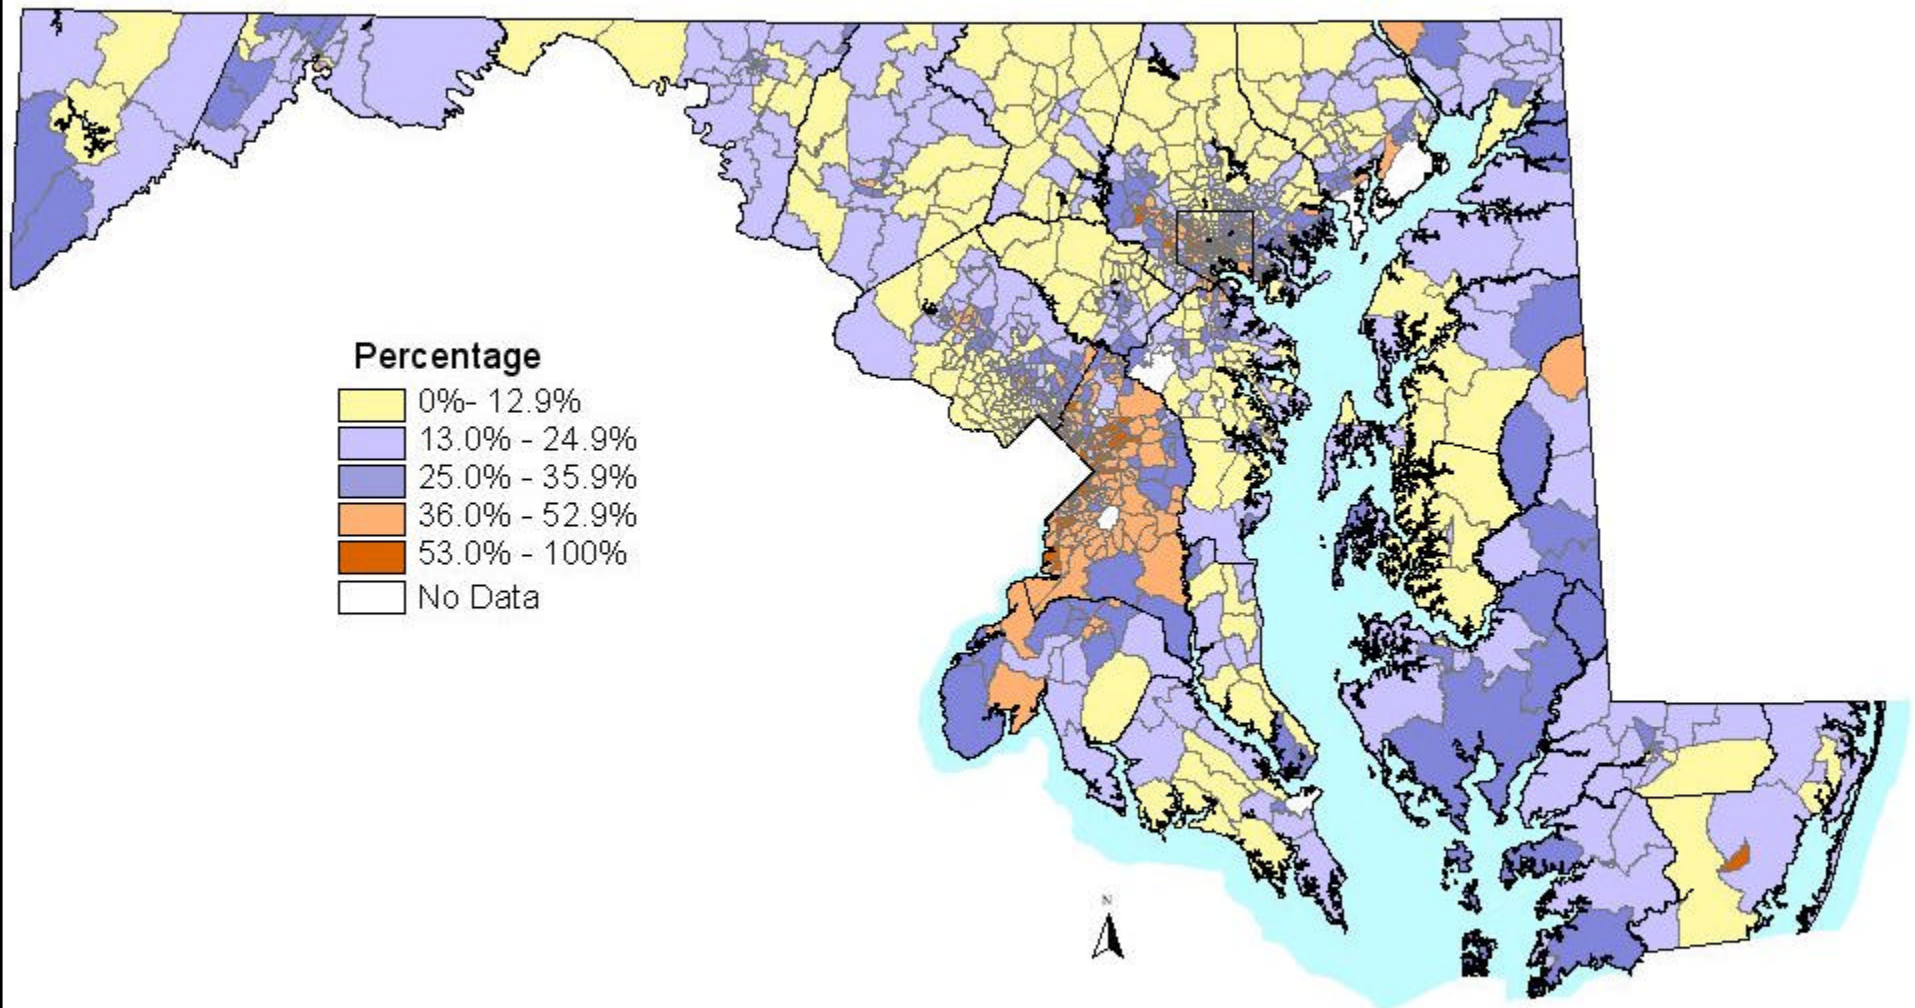 Percentage
0%- 12.9%
13.0% - 24.9%
25.0% - 35.9%
36.0% - 52.9%
53.0% - 100%
No Data
N